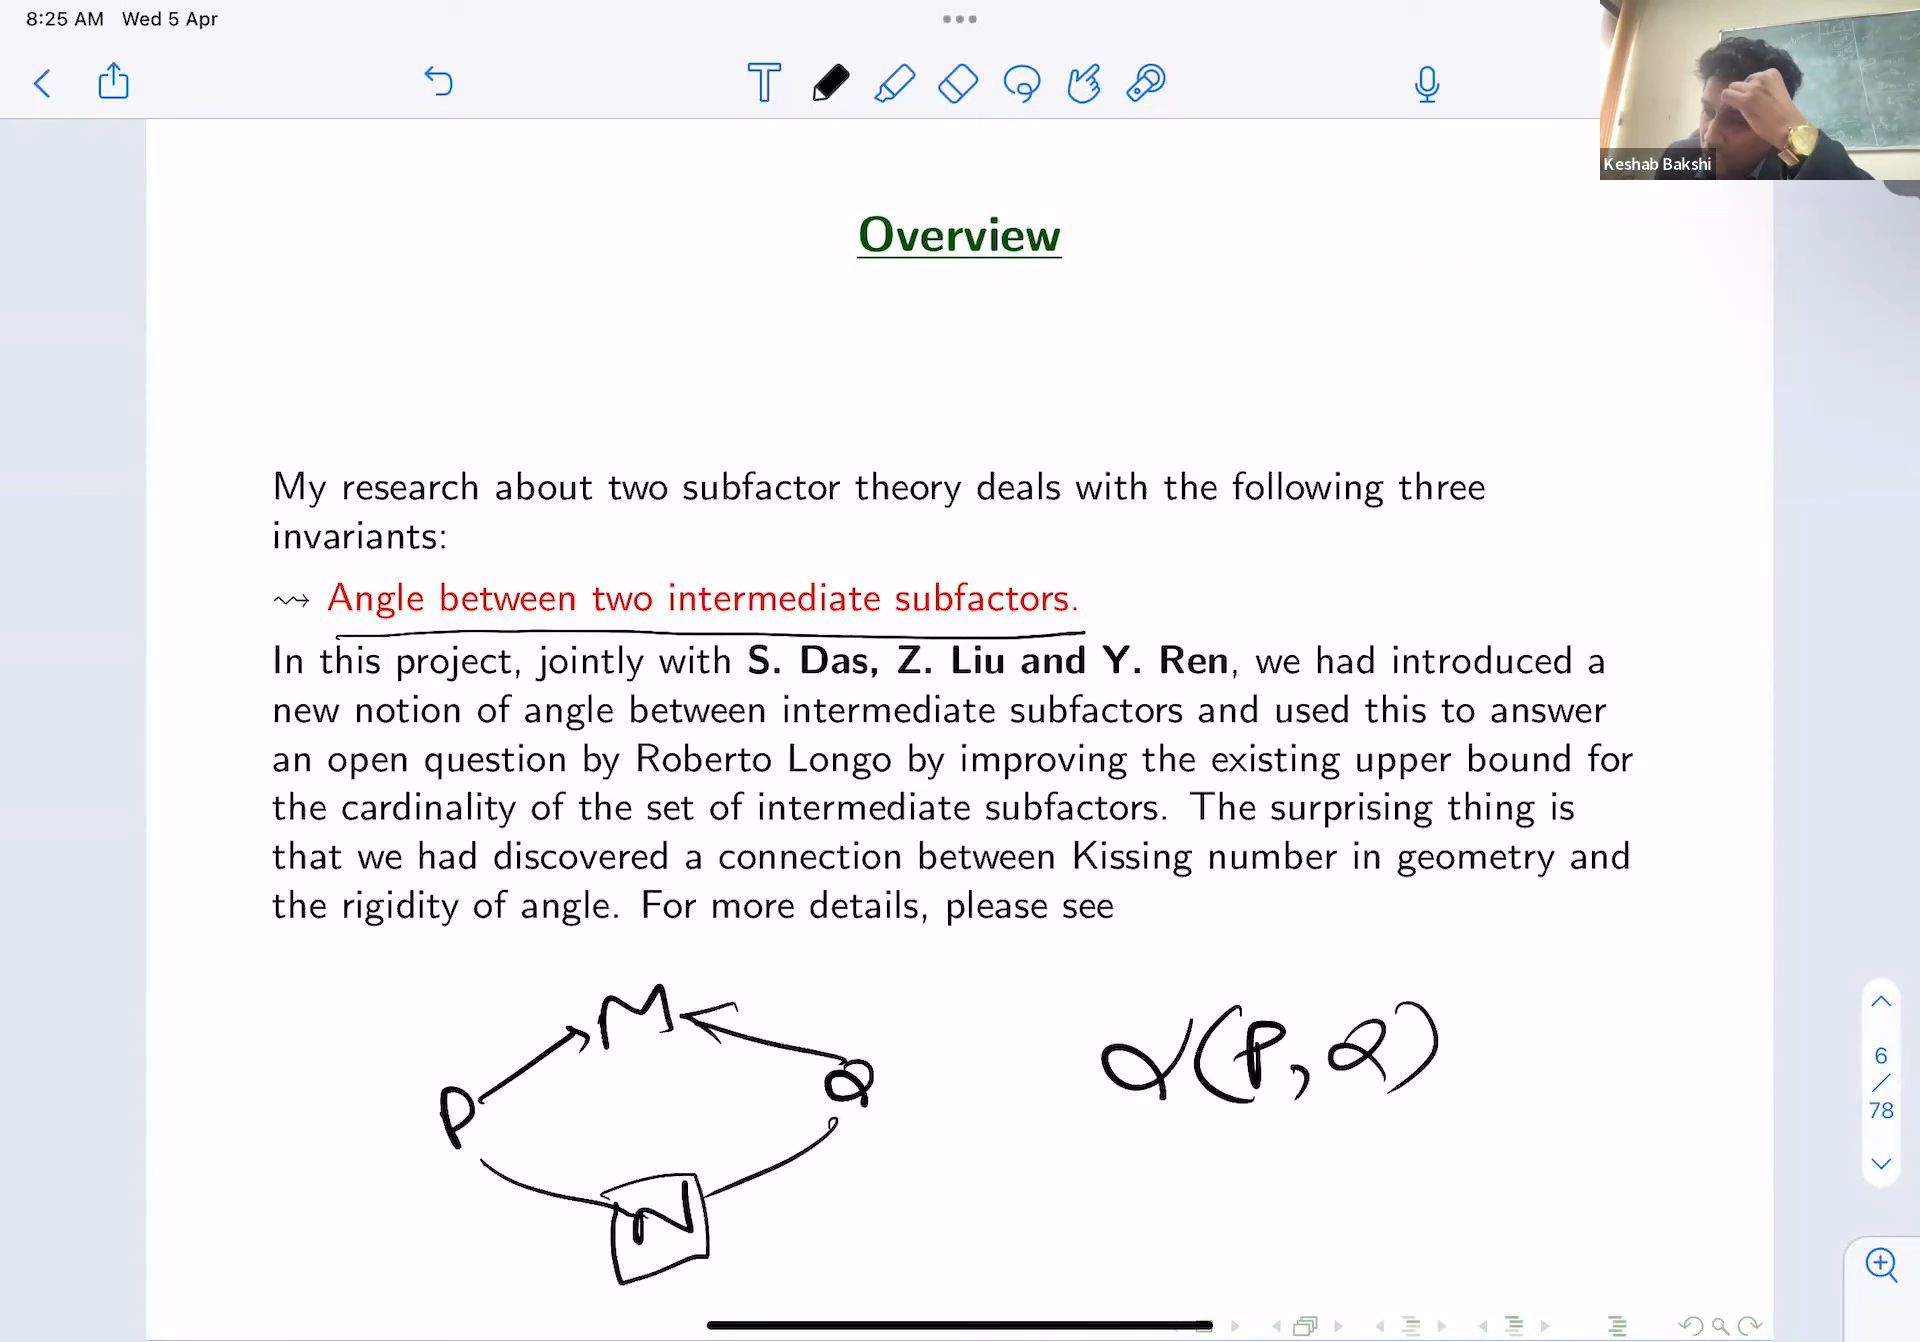 8:25 AM Wed 5 Apr
Keshab Bakshi
Overview
My research about two subfactor theory deals with the following three
invariants:
⇝ Angle between two intermediate subfactors.
In this project, jointly with S. Das, Z. Liu and Y. Ren, we had introduced a
new notion of angle between intermediate subfactors and used this to answer
an open question by Roberto Longo by improving the existing upper bound for
the cardinality of the set of intermediate subfactors. The surprising thing is
that we had discovered a connection between Kissing number in geometry and
the rigidity of angle. For more details, please see
M
P
Q
N
α(P, Q)
6
/
78